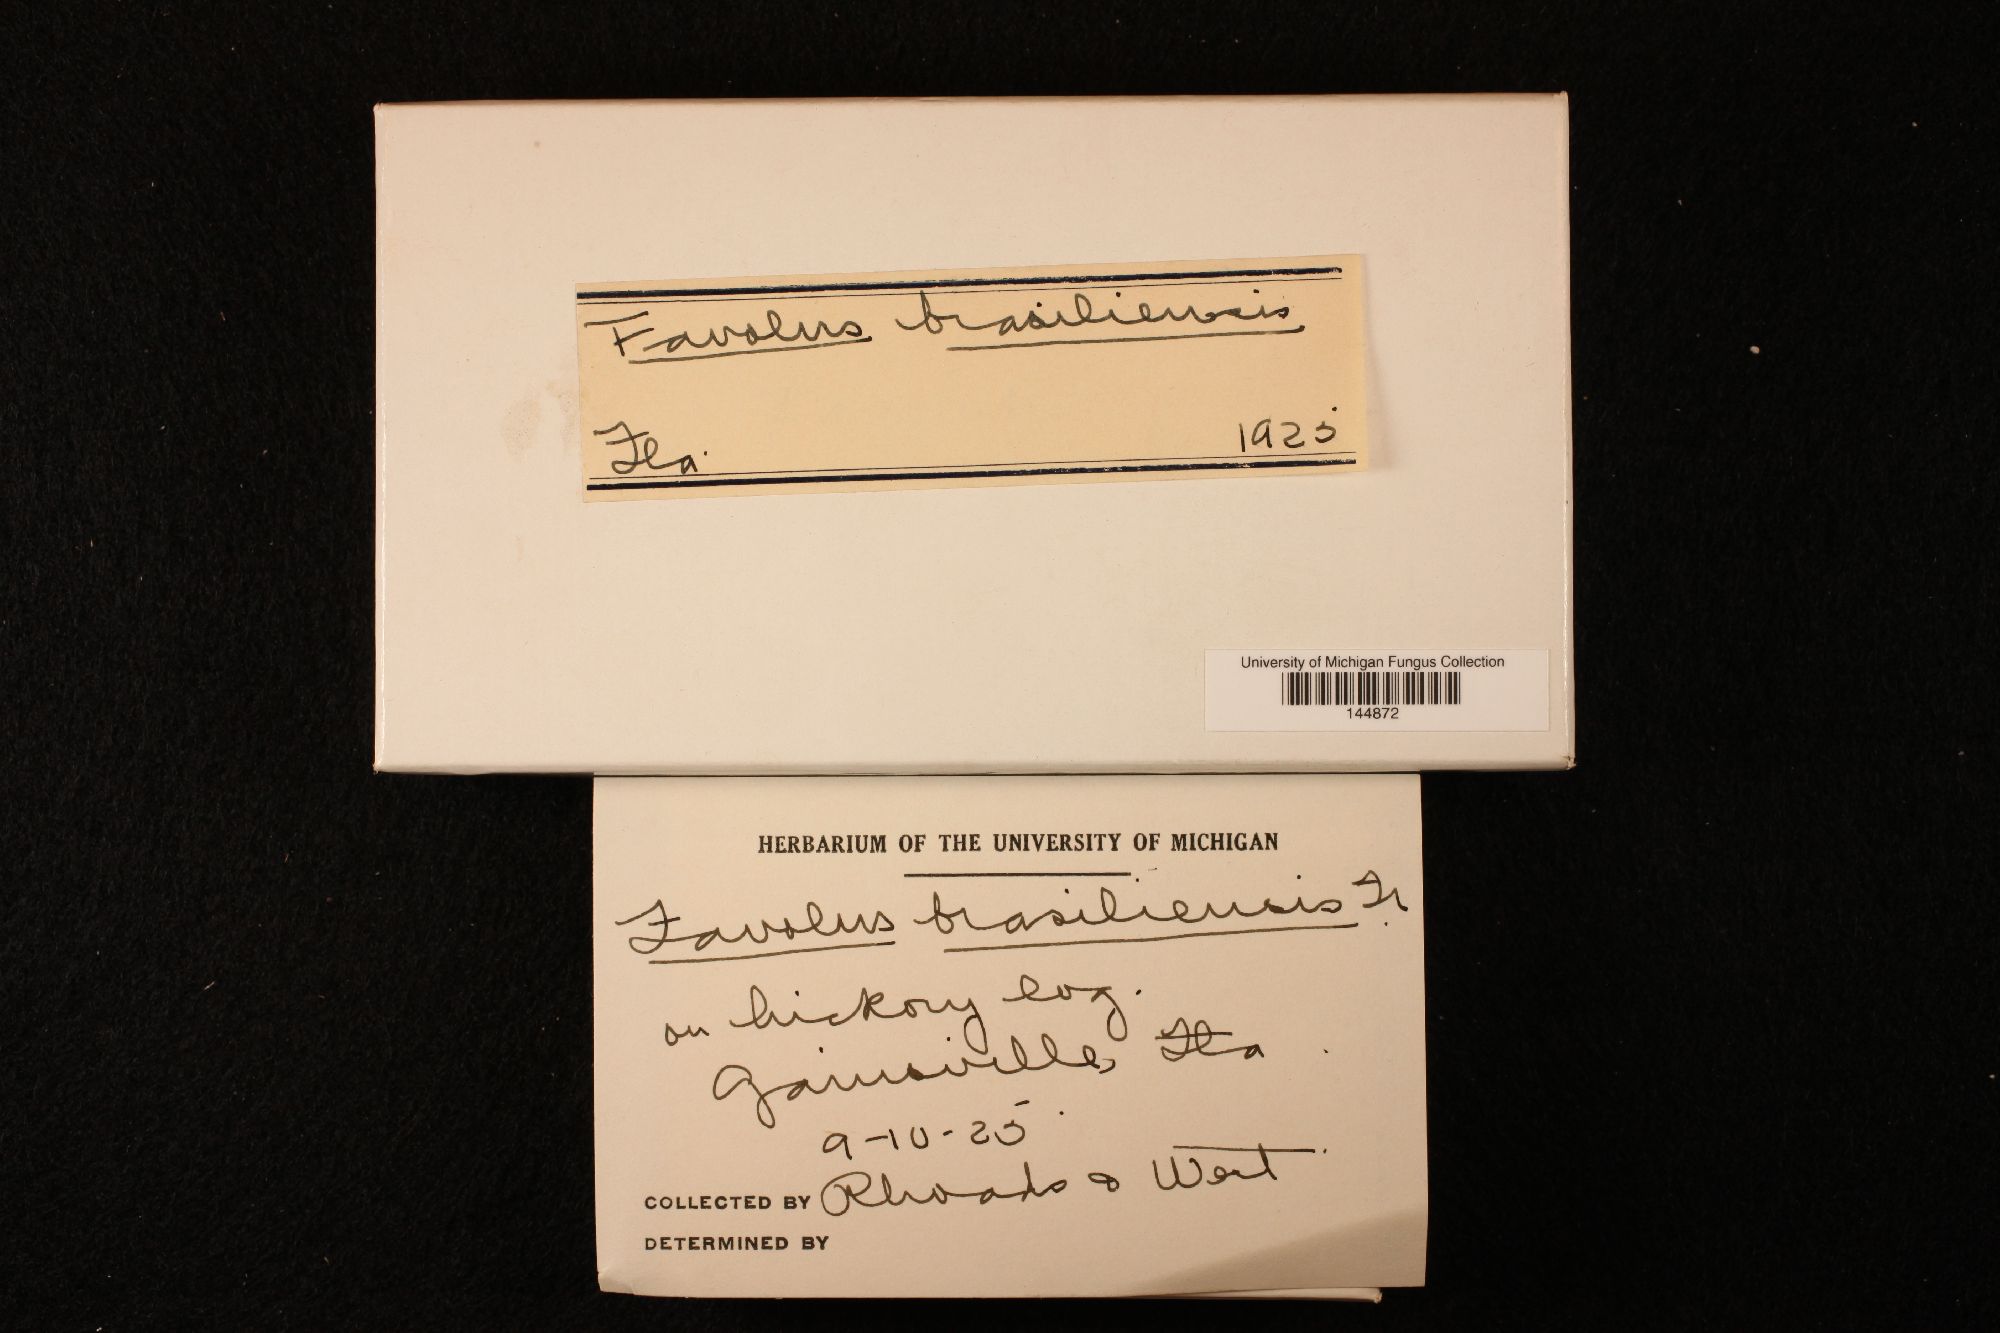 Favolus brasiliensis
Fla. 1925
University of Michigan Fungus Collection
144872
HERBARIUM OF THE UNIVERSITY OF MICHIGAN
Favolus brasiliensis Fr.
on hickory log.
Gainsville, Fla.
9-10-25.
COLLECTED BY Rhoads & West
DETERMINED BY